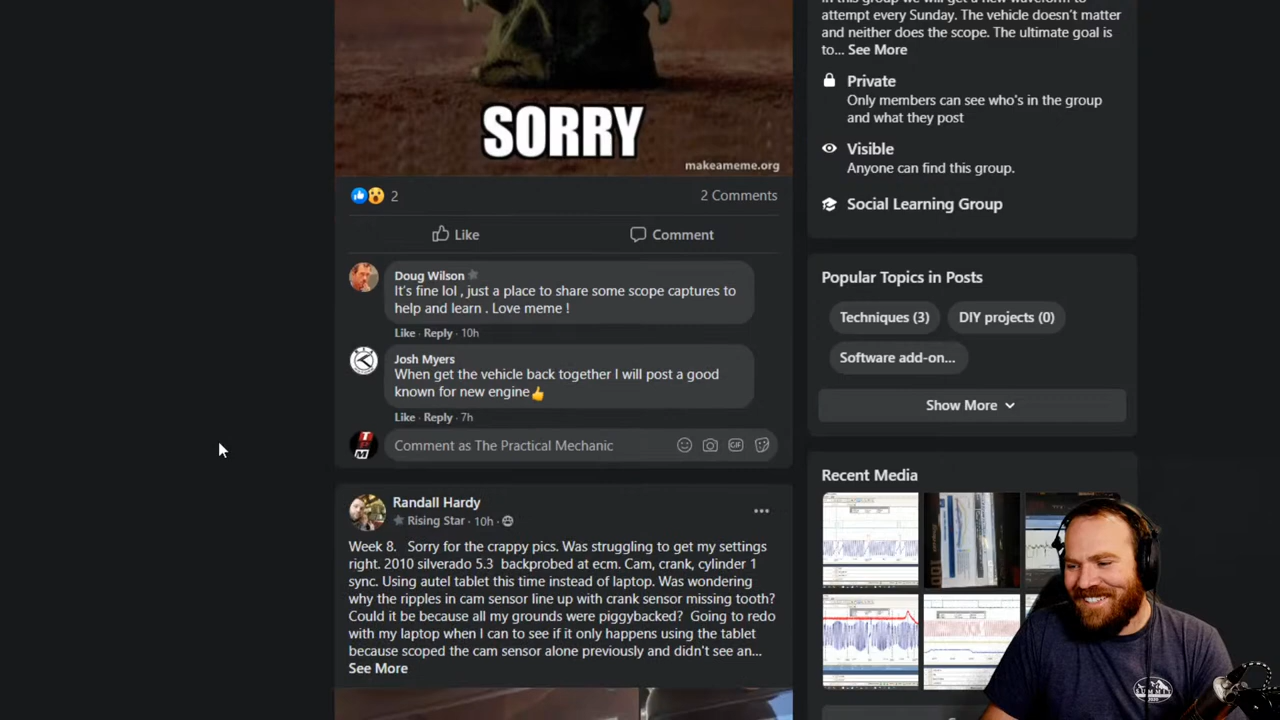 In this group we will get a new waveform to
attempt every Sunday. The vehicle doesn't matter
and neither does the scope. The ultimate goal is
to... See More
Private
Only members can see who's in the group
and what they post
Visible
Anyone can find this group.
Social Learning Group
SORRY
makeameme.org
2
2 Comments
Like
Comment
Doug Wilson
It's fine lol , just a place to share some scope captures to
help and learn . Love meme !
Like · Reply · 10h
Josh Myers
When get the vehicle back together I will post a good
known for new engine👍
Like · Reply · 7h
Comment as The Practical Mechanic
GIF
Randall Hardy
Rising Star · 10h ·
Week 8. Sorry for the crappy pics. Was struggling to get my settings
right. 2010 silverado 5.3 backprobed at ecm. Cam, crank, cylinder 1
sync. Using autel tablet this time instead of laptop. Was wondering
why the ripples in cam sensor line up with crank sensor missing tooth?
Could it be because all my grounds were piggybacked? Going to redo
with my laptop when I can to see if it only happens using the tablet
because scoped the cam sensor alone previously and didn't see an...
See More
Popular Topics in Posts
Techniques (3)
DIY projects (0)
Software add-on...
Show More
Recent Media
SUMMIT